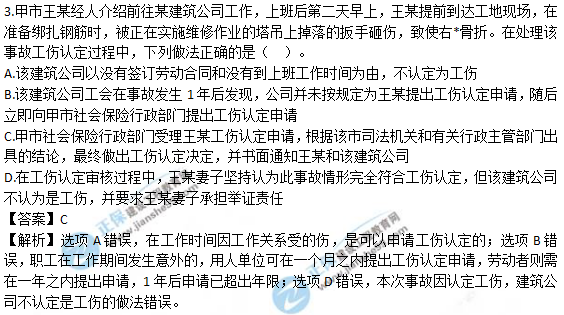 3.甲市王某经人介绍前往某建筑公司工作，上班后第二天早上，王某提前到达工地现场，在
准备绑扎钢筋时，被正在实施维修作业的塔吊上掉落的扳手砸伤，致使右*骨折。在处理该
故事工伤认定过程中，下列做法正确的是（　）。
A.该建筑公司以没有签订劳动合同和没有到上班工作时间为由，不认定为工伤
B.该建筑公司工会在事故发生 1 年后发现，公司并未按规定为王某提出工伤认定申请，随后
立即向甲市社会保险行政部门提出工伤认定申请
C.甲市社会保险行政部门受理王某工伤认定申请，根据该市司法机关和有关行政主管部门出
具的结论，最终做出工伤认定决定，并书面通知王某和该建筑公司
D.在工伤认定审核过程中，王某妻子坚持认为此事故情形完全符合工伤认定，但该建筑公司
不认为是工伤，并要求王某妻子承担举证责任
【答案】C
【解析】选项 A 错误，在工作时间因工作关系受的伤，是可以申请工伤认定的；选项 B 错
误，职工在工作期间发生意外的，用人单位可在一个月之内提出工伤认定申请，劳动者则需
在一年之内提出申请，1 年后申请已超出年限；选项 D 错误，本次事故因认定工伤，建筑公
司不认定是工伤的做法错误。